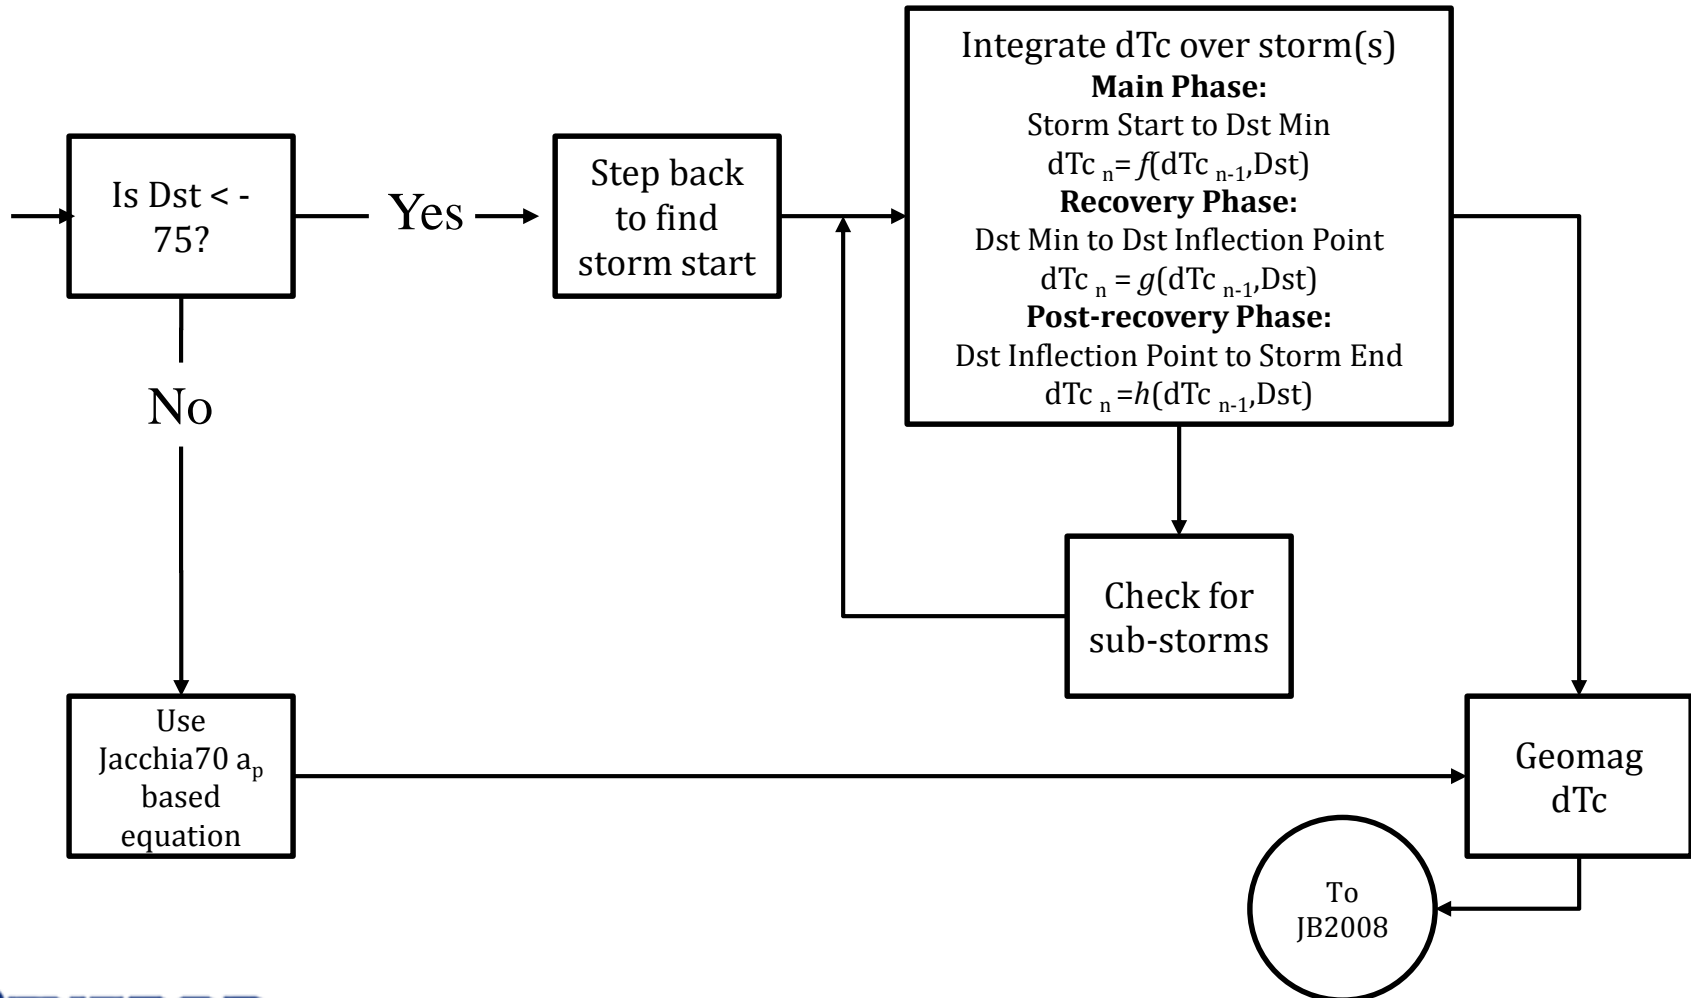 Is Dst < -
75?
Yes
Step back
to find
storm start
Integrate dTc over storm(s)
Main Phase:
Storm Start to Dst Min
dTc n= f(dTc n-1,Dst)
Recovery Phase:
Dst Min to Dst Inflection Point
dTc n = g(dTc n-1,Dst)
Post-recovery Phase:
Dst Inflection Point to Storm End
dTc n =h(dTc n-1,Dst)
No
Check for
sub-storms
Use
Jacchia70 ap
based
equation
Geomag
dTc
To
JB2008